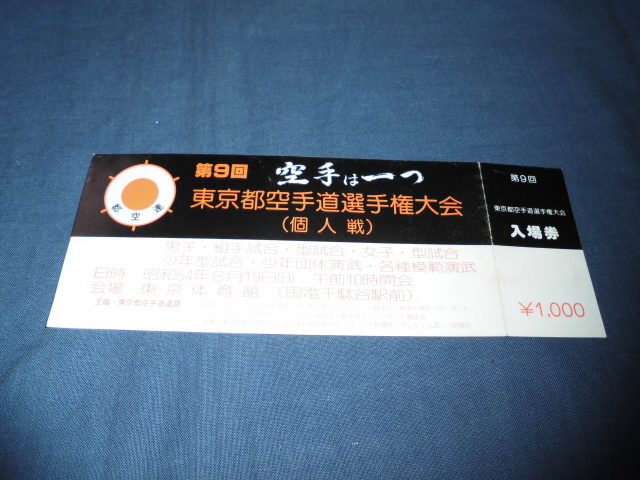 第9回 空手は一つ
東京都空手道選手権大会
(個人戦)
男子・組手試合・型試合・女子・型試合
少年型試合・少年団体演武・各種模範演武
日時 昭和54年8月19日(日) 午前10時開会
会場 東京体育館 (国電千駄谷駅前)
主催・東京都空手道連盟
都空連
第9回
東京都空手道選手権大会
入場券
¥1,000